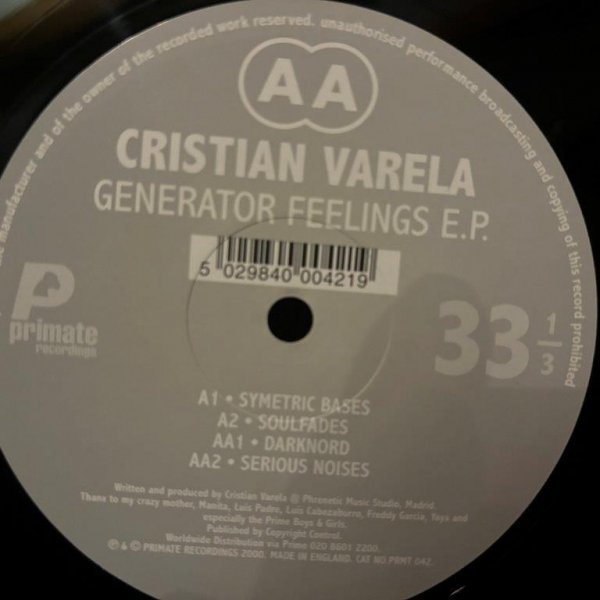 manufacturer and of the owner of the recorded work reserved. unauthorised performance broadcasting and copying of this record prohibited
AA
CRISTIAN VARELA
GENERATOR FEELINGS E.P.
5 029840 004219
P
primate
recordings
33 1/3
A1 • SYMETRIC BASES
A2 • SOULFADES
AA1 • DARKNORD
AA2 • SERIOUS NOISES
Written and produced by Cristian Varela @ Phrenetic Music Studio, Madrid.
Thanx to my crazy mother, Mamita, Luis Padre, Luis Cabezaburro, Freddy Garcia, Yays and
especially the Prime Boys & Girls.
Published by Copyright Control.
Worldwide Distribution via Prime 020 8601 2200.
℗ & © PRIMATE RECORDINGS 2000. MADE IN ENGLAND. CAT NO.PRMT 042.